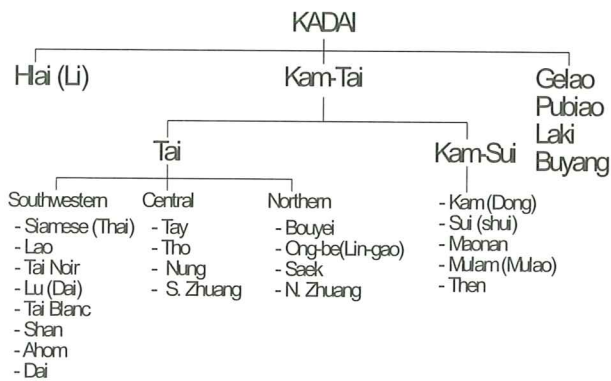 KADAI
Hlai (Li)
Kam-Tai
Gelao
Pubiao
Laki
Buyang
Tai
Kam-Sui
Southwestern
- Siamese (Thai)
- Lao
- Tai Noir
- Lu (Dai)
- Tai Blanc
- Shan
- Ahom
- Dai
Central
- Tay
- Tho
- Nung
- S. Zhuang
Northern
- Bouyei
- Ong-be(Lin-gao)
- Saek
- N. Zhuang
- Kam (Dong)
- Sui (shui)
- Maonan
- Mulam (Mulao)
- Then